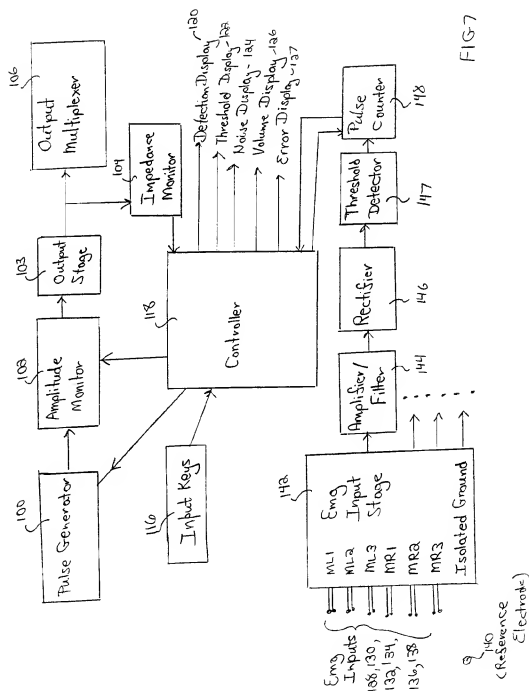 100
Pulse Generator
102
Amplitude
Monitor
103
Output
Stage
106
Output
Multiplexer
104
Impedance
Monitor
116
Input Keys
118
Controller
Detection Display 120
Threshold Display 122
Noise Display 124
Volume Display 126
Error Display 127
Emg
Inputs
128, 130,
132, 134,
136, 138
142
ML1
ML2
ML3
MR1
MR2
MR3
Isolated Ground
Emg
Input
Stage
Amplifier/
Filter
144
Rectifier
146
Threshold
Detector
147
Pulse
Counter
148
140
(Reference
Electrode)
FIG 7